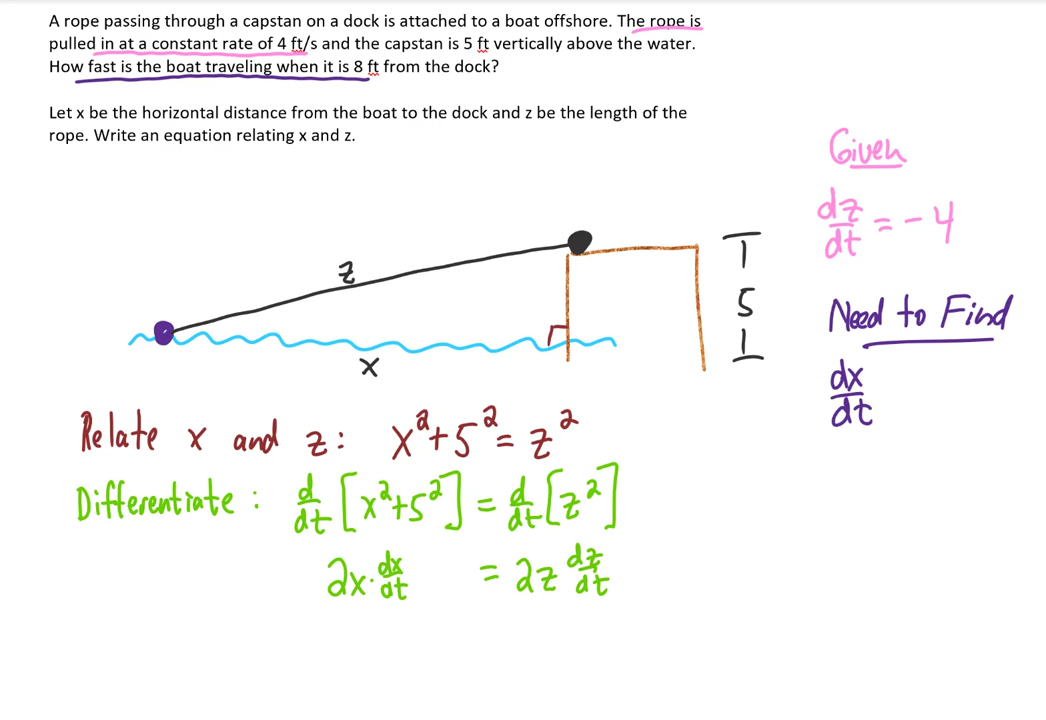 A rope passing through a capstan on a dock is attached to a boat offshore. The rope is
pulled in at a constant rate of 4 ft/s and the capstan is 5 ft vertically above the water.
How fast is the boat traveling when it is 8 ft from the dock?
Let x be the horizontal distance from the boat to the dock and z be the length of the
rope. Write an equation relating x and z.
Given
dz/dt = -4
Need to Find
dx/dt
z
5
x
Relate x and z: x² + 5² = z²
Differentiate: d/dt [x² + 5²] = d/dt [z²]
2x · dx/dt = 2z dz/dt